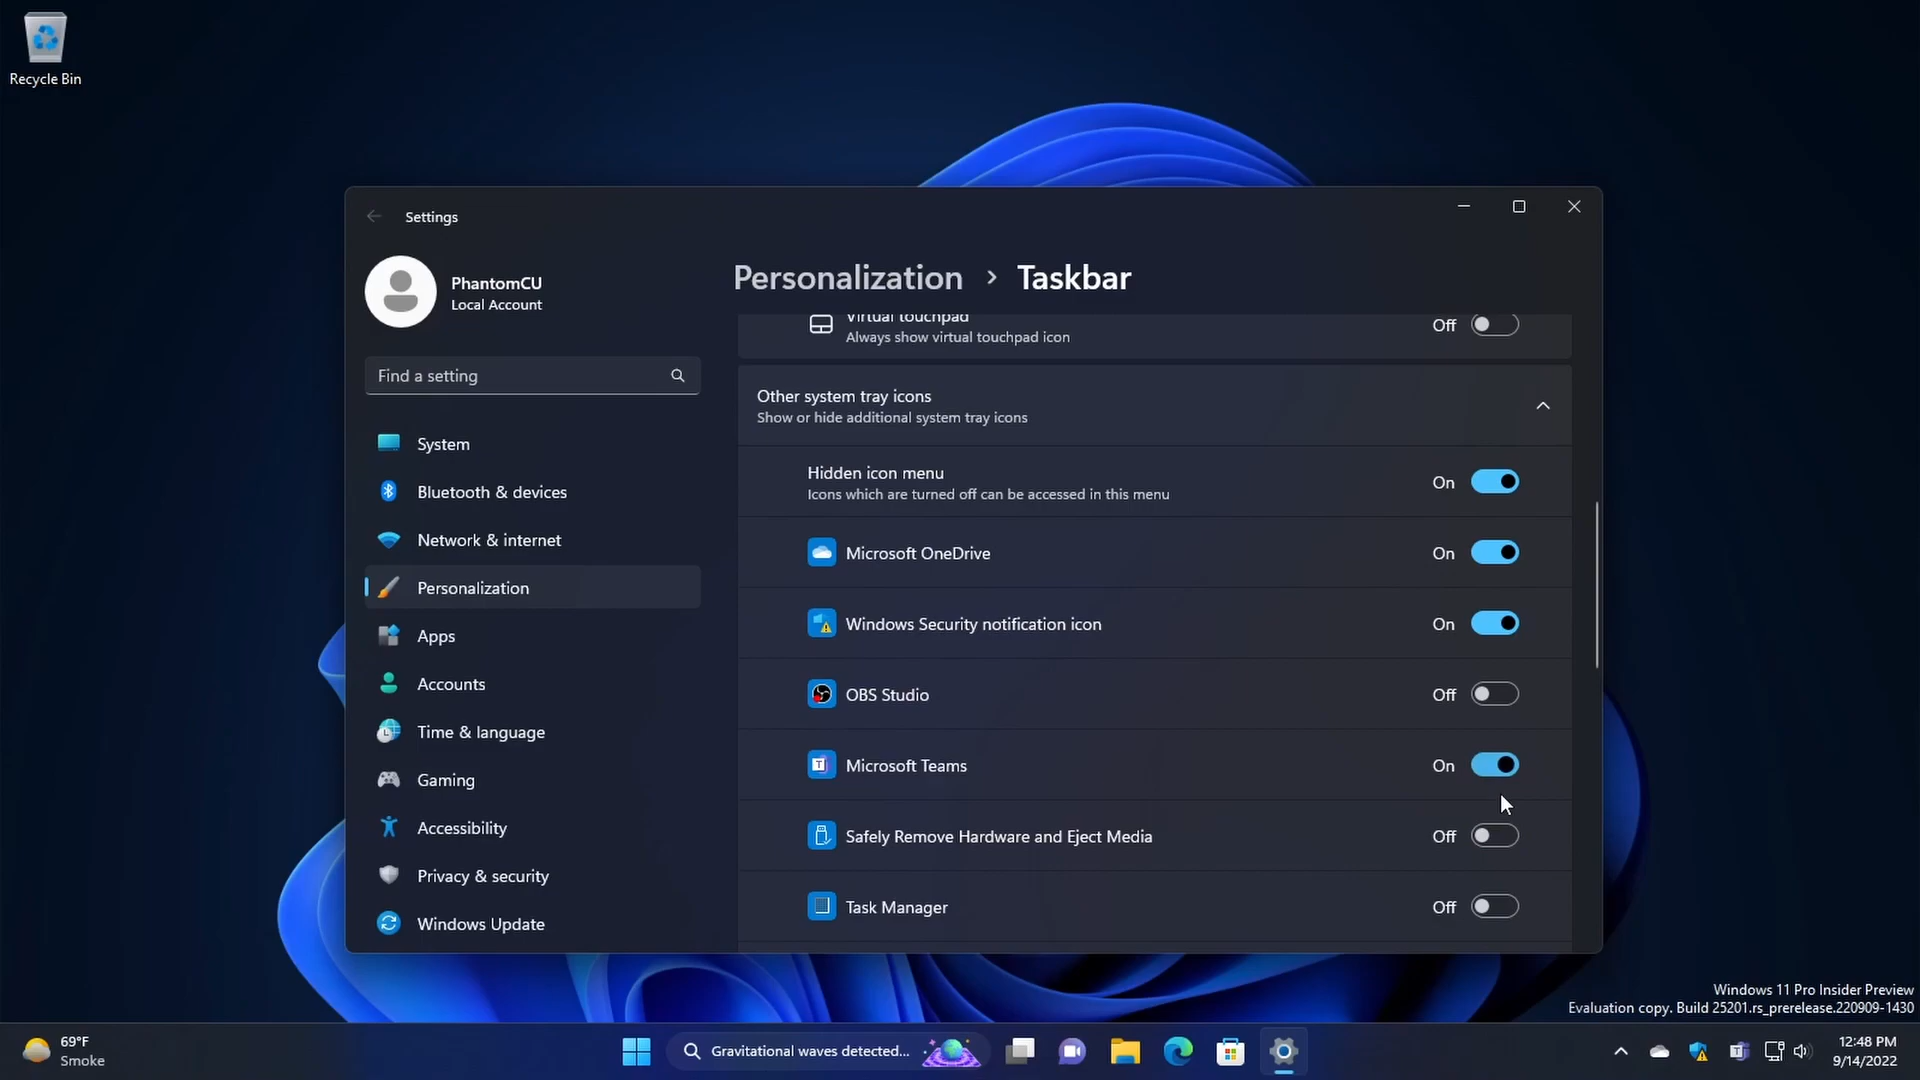 Recycle Bin
Settings
PhantomCU
Local Account
Find a setting
System
Bluetooth & devices
Network & internet
Personalization
Apps
Accounts
Time & language
Gaming
Accessibility
Privacy & security
Windows Update
Personalization > Taskbar
Virtual touchpad
Always show virtual touchpad icon
Off
Other system tray icons
Show or hide additional system tray icons
Hidden icon menu
Icons which are turned off can be accessed in this menu
On
Microsoft OneDrive
On
Windows Security notification icon
On
OBS Studio
Off
Microsoft Teams
On
Safely Remove Hardware and Eject Media
Off
Task Manager
Off
Windows 11 Pro Insider Preview
Evaluation copy. Build 25201.rs_prerelease.220909-1430
69°F
Smoke
Gravitational waves detected...
12:48 PM
9/14/2022